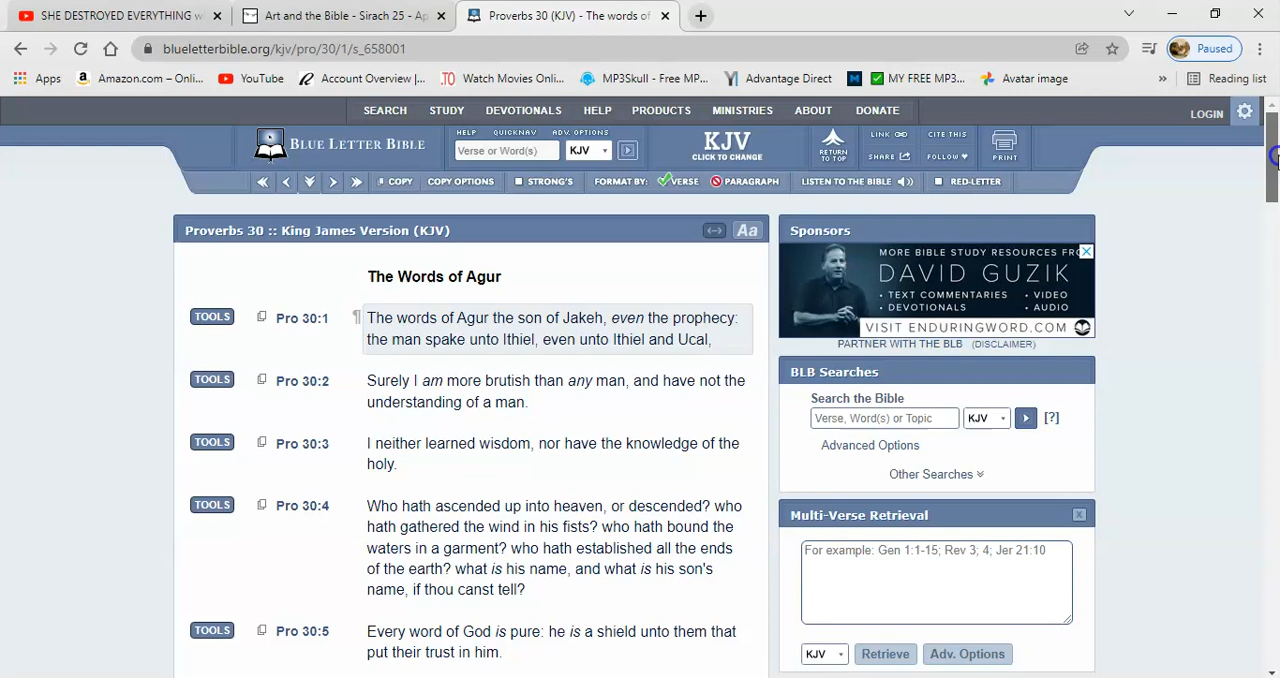 SHE DESTROYED EVERYTHING w
Art and the Bible - Sirach 25 - Ap
Proverbs 30 (KJV) - The words of
blueletterbible.org/kjv/pro/30/1/s_658001
Paused
Apps
Amazon.com – Onli...
YouTube
Account Overview |...
Watch Movies Onli...
MP3Skull - Free MP...
Advantage Direct
MY FREE MP3...
Avatar image
»
Reading list
SEARCH STUDY DEVOTIONALS HELP PRODUCTS MINISTRIES ABOUT DONATE
LOGIN
BLUE LETTER BIBLE
HELP QUICKNAV ADV. OPTIONS
Verse or Word(s)
KJV
KJV
CLICK TO CHANGE
RETURN
TO TOP
LINK
CITE THIS
SHARE
FOLLOW
PRINT
COPY COPY OPTIONS STRONG'S FORMAT BY: VERSE PARAGRAPH LISTEN TO THE BIBLE RED-LETTER
Proverbs 30 :: King James Version (KJV)
Aa
The Words of Agur
TOOLS
Pro 30:1
¶
The words of Agur the son of Jakeh, even the prophecy:
the man spake unto Ithiel, even unto Ithiel and Ucal,
TOOLS
Pro 30:2
Surely I am more brutish than any man, and have not the
understanding of a man.
TOOLS
Pro 30:3
I neither learned wisdom, nor have the knowledge of the
holy.
TOOLS
Pro 30:4
Who hath ascended up into heaven, or descended? who
hath gathered the wind in his fists? who hath bound the
waters in a garment? who hath established all the ends
of the earth? what is his name, and what is his son's
name, if thou canst tell?
TOOLS
Pro 30:5
Every word of God is pure: he is a shield unto them that
put their trust in him.
Sponsors
MORE BIBLE STUDY RESOURCES FR
DAVID GUZIK
• TEXT COMMENTARIES • VIDEO
• DEVOTIONALS • AUDIO
VISIT ENDURINGWORD.COM
PARTNER WITH THE BLB (DISCLAIMER)
BLB Searches
Search the Bible
Verse, Word(s) or Topic
KJV
[?]
Advanced Options
Other Searches
Multi-Verse Retrieval
X
For example: Gen 1:1-15; Rev 3; 4; Jer 21:10
KJV
Retrieve
Adv. Options